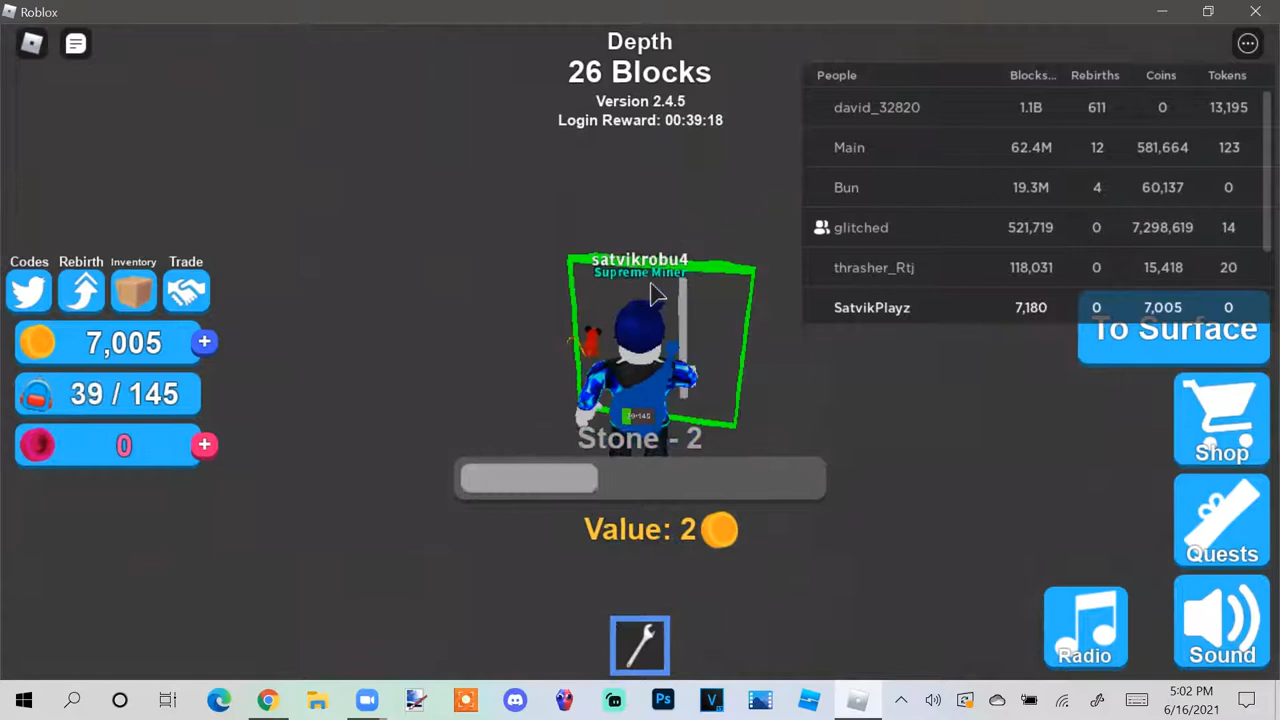 Roblox
Depth
26 Blocks
Version 2.4.5
Login Reward: 00:39:18
People Blocks... Rebirths Coins Tokens
david_32820 1.1B 611 0 13,195
Main 62.4M 12 581,664 123
Bun 19.3M 4 60,137 0
glitched 521,719 0 7,298,619 14
thrasher_Rtj 118,031 0 15,418 20
SatvikPlayz 7,180 0 7,005 0
To Surface
Codes Rebirth Inventory Trade
7,005
39 / 145
0
satvikrobu4
Supreme Miner
39/145
Stone - 2
Value: 2
Shop
Quests
Radio
Sound
Ps
V
5:02 PM
6/16/2021